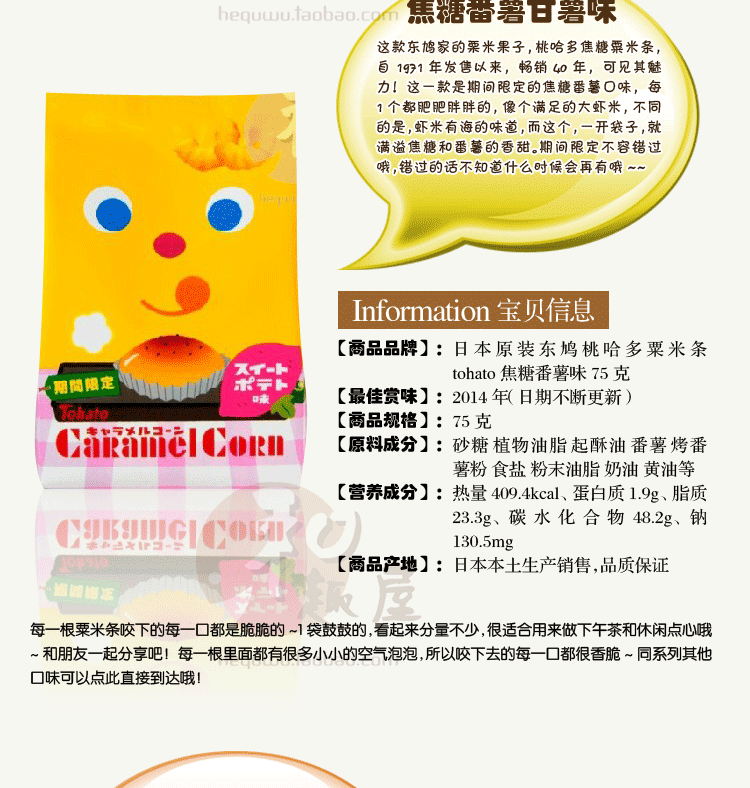 hequwu.taobao.com
焦糖番薯甘薯味
这款东鸠家的粟米果子，桃哈多焦糖粟米条，
自 1971 年发售以来， 畅销 40 年， 可见其魅
力！这一款是期间限定的焦糖番薯口味， 每
1个都肥肥胖胖的，像个满足的大虾米，不同
的是，虾米有海的味道，而这个，一开袋子，就
满溢焦糖和番薯的香甜。期间限定不容错过
哦，错过的话不知道什么时候会再有哦 ~~
期間限定
スイート
ポテト
味
Tohato
キャラメルコーン
Caramel Corn
Information 宝贝信息
【商品品牌】： 日本原装东鸠桃哈多粟米条
tohato 焦糖番薯味 75 克
【最佳赏味】： 2014 年（ 日期不断更新 ）
【商品规格】： 75 克
【原料成分】： 砂糖 植物油脂 起酥油 番薯 烤番
薯粉 食盐 粉末油脂 奶油 黄油等
【营养成分】： 热量 409.4kcal、蛋白质 1.9g、脂质
23.3g、碳水化合物 48.2g、钠
130.5mg
【商品产地】： 日本本土生产销售，品质保证
趣屋
每一根粟米条咬下的每一口都是脆脆的 ~1 袋鼓鼓的，看起来分量不少，很适合用来做下午茶和休闲点心哦
~ 和朋友一起分享吧！ 每一根里面都有很多小小的空气泡泡，所以咬下去的每一口都很香脆 ~ 同系列其他
口味可以点此直接到达哦！
hequwu.taobao.com